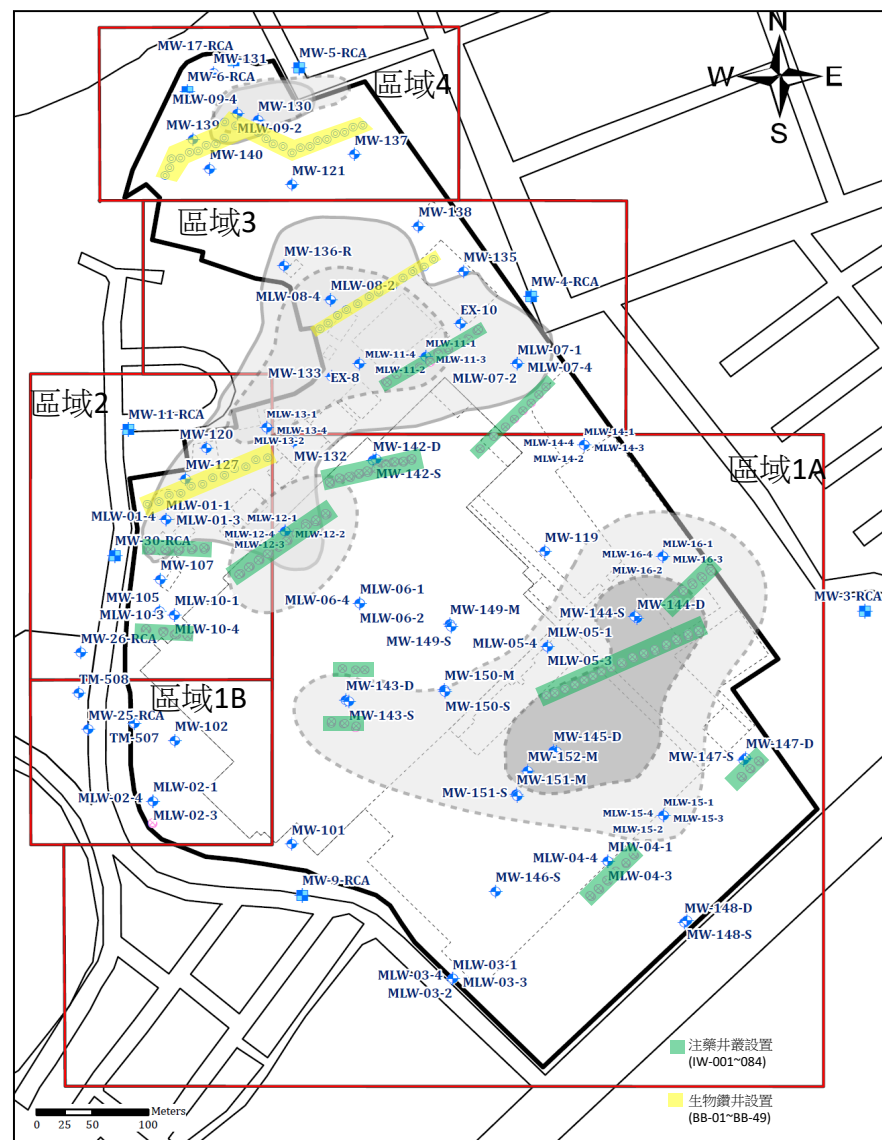 N
W
E
S
MW-17-RCA
MW-131
MW-5-RCA
MW-6-RCA
區域4
MLW-09-4
MW-130
MW-139
MLW-09-2
MW-137
MW-140
MW-121
區域3
MW-138
MW-136-R
MW-135
MLW-08-2
MW-4-RCA
MLW-08-4
EX-10
MLW-11-1
MLW-11-4
MLW-11-3
MLW-11-2
MLW-07-1
MLW-07-4
MLW-07-2
MW-133
EX-8
區域2
MW-11-RCA
MLW-13-1
MLW-13-4
MLW-13-2
MW-120
MW-132
MW-142-D
MW-142-S
MLW-14-1
MLW-14-4
MLW-14-3
MLW-14-2
區域1A
MW-127
MLW-01-1
MLW-01-4
MLW-01-3
MLW-12-1
MLW-12-4
MLW-12-2
MLW-12-3
MW-30-RCA
MW-119
MLW-16-1
MLW-16-4
MLW-16-3
MLW-16-2
MW-107
MW-105
MLW-10-1
MLW-10-3
MLW-10-4
MLW-06-1
MLW-06-4
MLW-06-2
MW-149-M
MW-149-S
MW-144-S
MW-144-D
MW-3-RCA
MLW-05-1
MLW-05-4
MLW-05-3
MW-26-RCA
TM-508
區域1B
MW-143-D
MW-143-S
MW-150-M
MW-150-S
MW-25-RCA
TM-507
MW-102
MW-145-D
MW-152-M
MW-151-M
MW-151-S
MW-147-D
MW-147-S
MLW-02-1
MLW-02-4
MLW-02-3
MLW-15-1
MLW-15-4
MLW-15-3
MLW-15-2
MW-101
MLW-04-1
MLW-04-4
MLW-04-3
MW-9-RCA
MW-146-S
MW-148-D
MW-148-S
MLW-03-1
MLW-03-4
MLW-03-3
MLW-03-2
注藥井叢設置
(IW-001~084)
生物鑽井設置
(BB-01~BB-49)
Meters
0 25 50 100